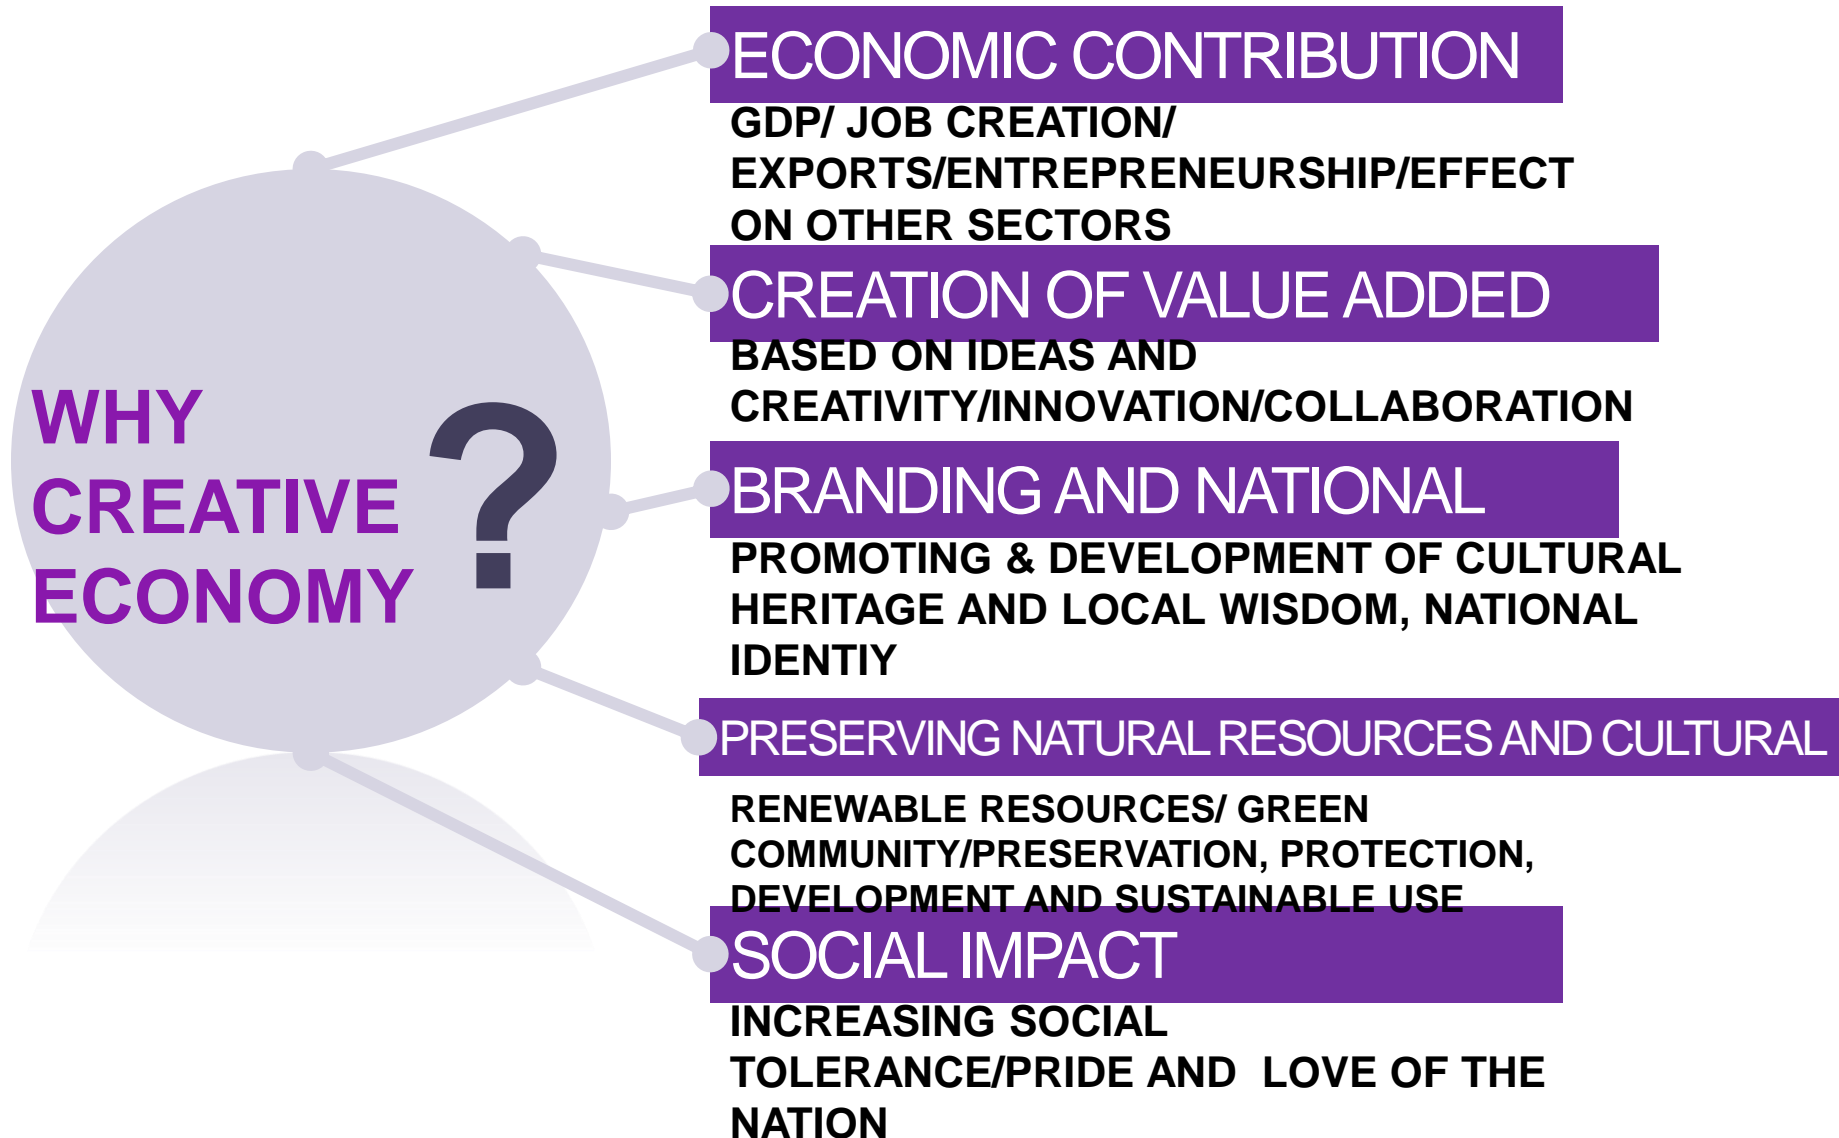 WHY
CREATIVE
ECONOMY
?
ECONOMIC CONTRIBUTION
GDP/ JOB CREATION/
EXPORTS/ENTREPRENEURSHIP/EFFECT
ON OTHER SECTORS
CREATION OF VALUE ADDED
BASED ON IDEAS AND
CREATIVITY/INNOVATION/COLLABORATION
BRANDING AND NATIONAL
PROMOTING & DEVELOPMENT OF CULTURAL
HERITAGE AND LOCAL WISDOM, NATIONAL
IDENTIY
PRESERVING NATURAL RESOURCES AND CULTURAL
RENEWABLE RESOURCES/ GREEN
COMMUNITY/PRESERVATION, PROTECTION,
DEVELOPMENT AND SUSTAINABLE USE
SOCIAL IMPACT
INCREASING SOCIAL
TOLERANCE/PRIDE AND  LOVE OF THE
NATION